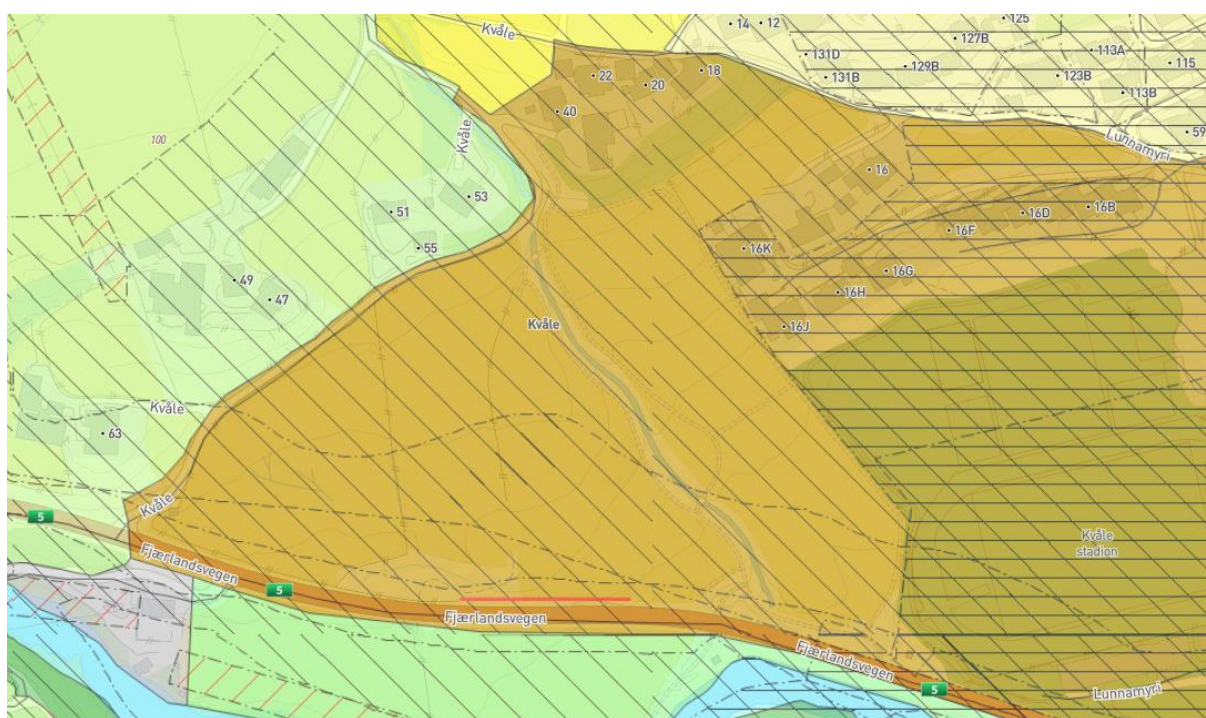 Kvåle
14
12
125
127B
131D
113A
129B
115
131B
123B
113B
22
20
18
40
59
Lunnamyri
Kvåle
100
16
53
51
16B
16D
16F
55
16K
16G
49
16H
47
Kvåle
16J
Kvåle
63
Kvåle
5
Kvåle
stadion
Fjærlandsvegen
5
Fjærlandsvegen
Fjærlandsvegen
5
Lunnamyri